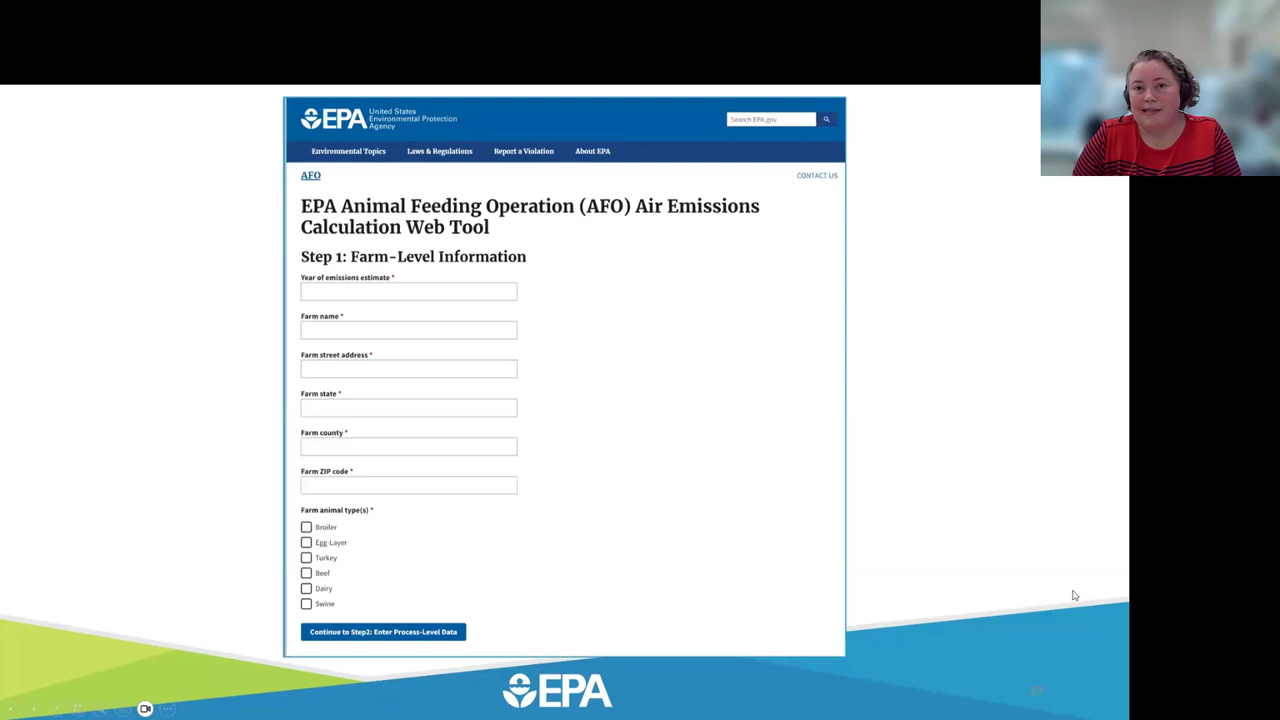 EPA
United States
Environmental Protection
Agency
Search EPA.gov
Environmental Topics Laws & Regulations Report a Violation About EPA
AFO
CONTACT US
EPA Animal Feeding Operation (AFO) Air Emissions
Calculation Web Tool
Step 1: Farm-Level Information
Year of emissions estimate *
Farm name *
Farm street address *
Farm state *
Farm county *
Farm ZIP code *
Farm animal type(s) *
Broiler
Egg-Layer
Turkey
Beef
Dairy
Swine
Continue to Step2: Enter Process-Level Data
EPA